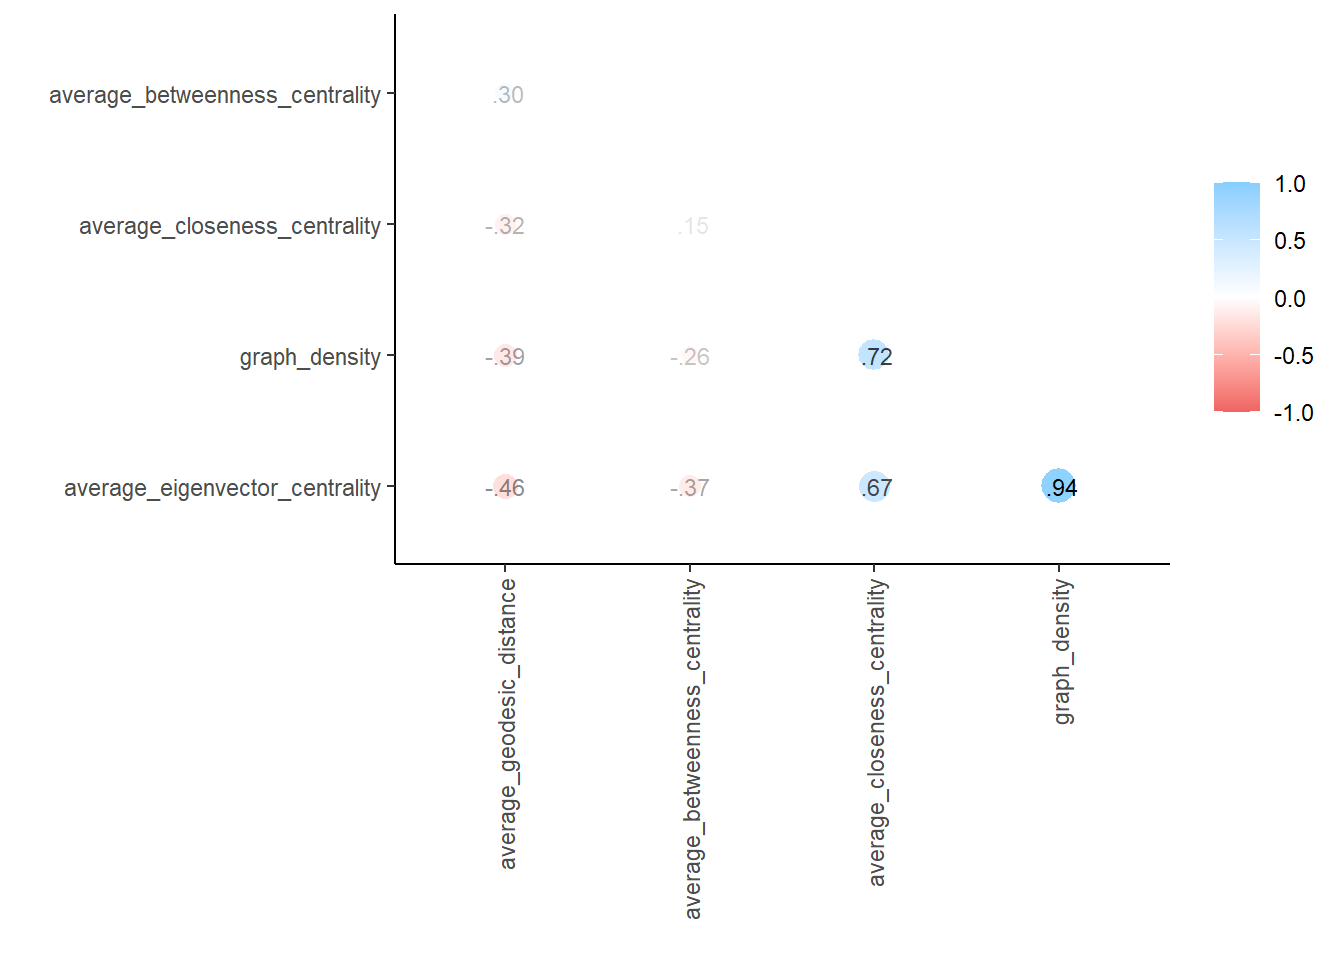 average_betweenness_centrality .30
average_closeness_centrality -.32 .15
graph_density -.39 -.26 .72
average_eigenvector_centrality -.46 -.37 .67 .94
average_geodesic_distance
average_betweenness_centrality
average_closeness_centrality
graph_density
1.0
0.5
0.0
-0.5
-1.0